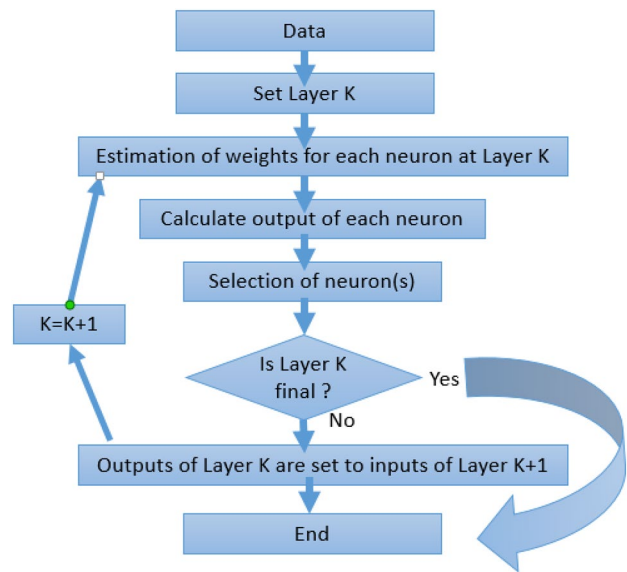 Data
Set Layer K
Estimation of weights for each neuron at Layer K
Calculate output of each neuron
Selection of neuron(s)
K=K+1
Is Layer K
final ?
Yes
No
Outputs of Layer K are set to inputs of Layer K+1
End